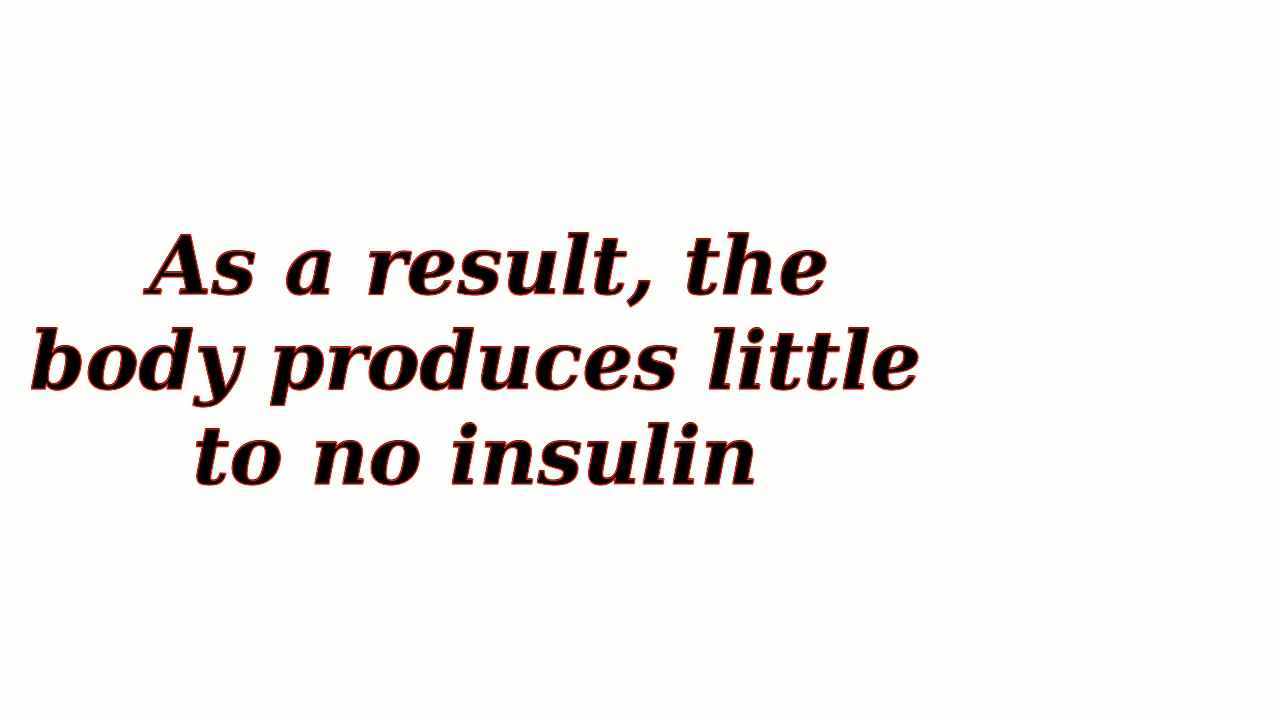 As a result, the
body produces little
to no insulin